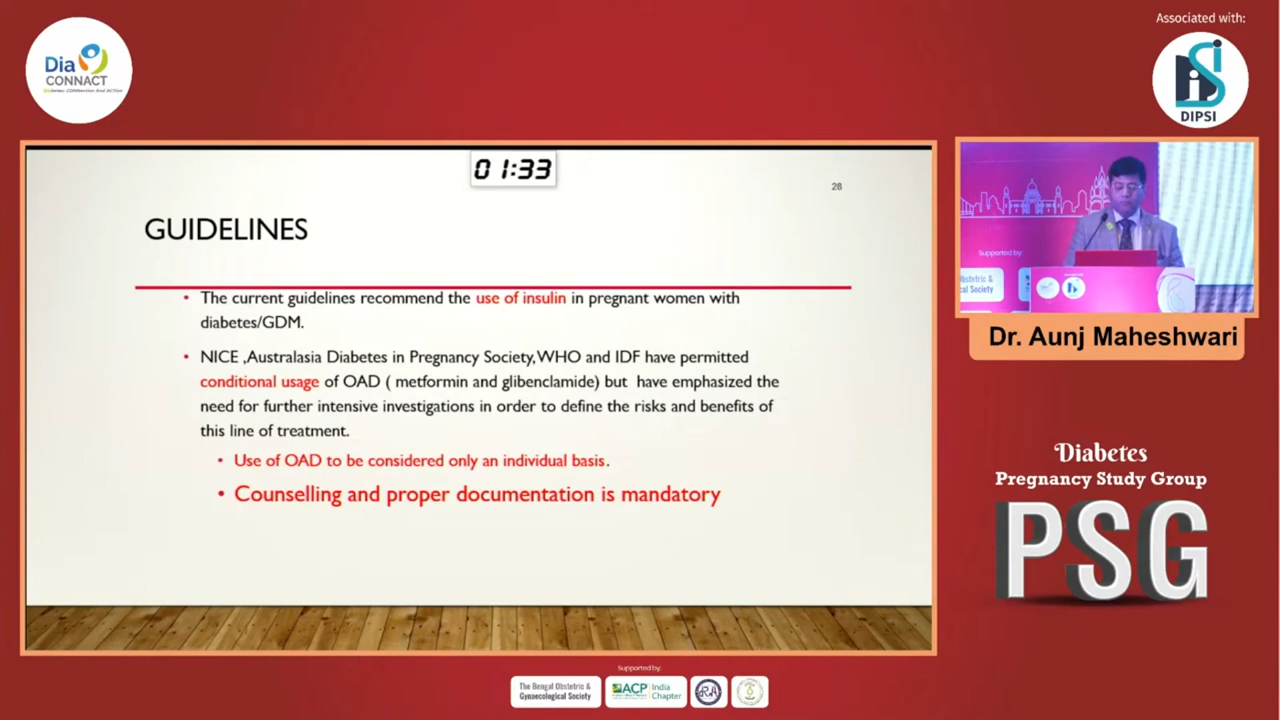 Dia
CONNACT
Associated with:
DIPSI
01:33
28
GUIDELINES
• The current guidelines recommend the use of insulin in pregnant women with
diabetes/GDM.
• NICE ,Australasia Diabetes in Pregnancy Society, WHO and IDF have permitted
conditional usage of OAD ( metformin and glibenclamide) but have emphasized the
need for further intensive investigations in order to define the risks and benefits of
this line of treatment.
• Use of OAD to be considered only an individual basis.
• Counselling and proper documentation is mandatory
Supported by:
Dr. Aunj Maheshwari
Diabetes
Pregnancy Study Group
PSG
Supported by:
The Bengal Obstetric &
Gynaecological Society
ACP India
Chapter